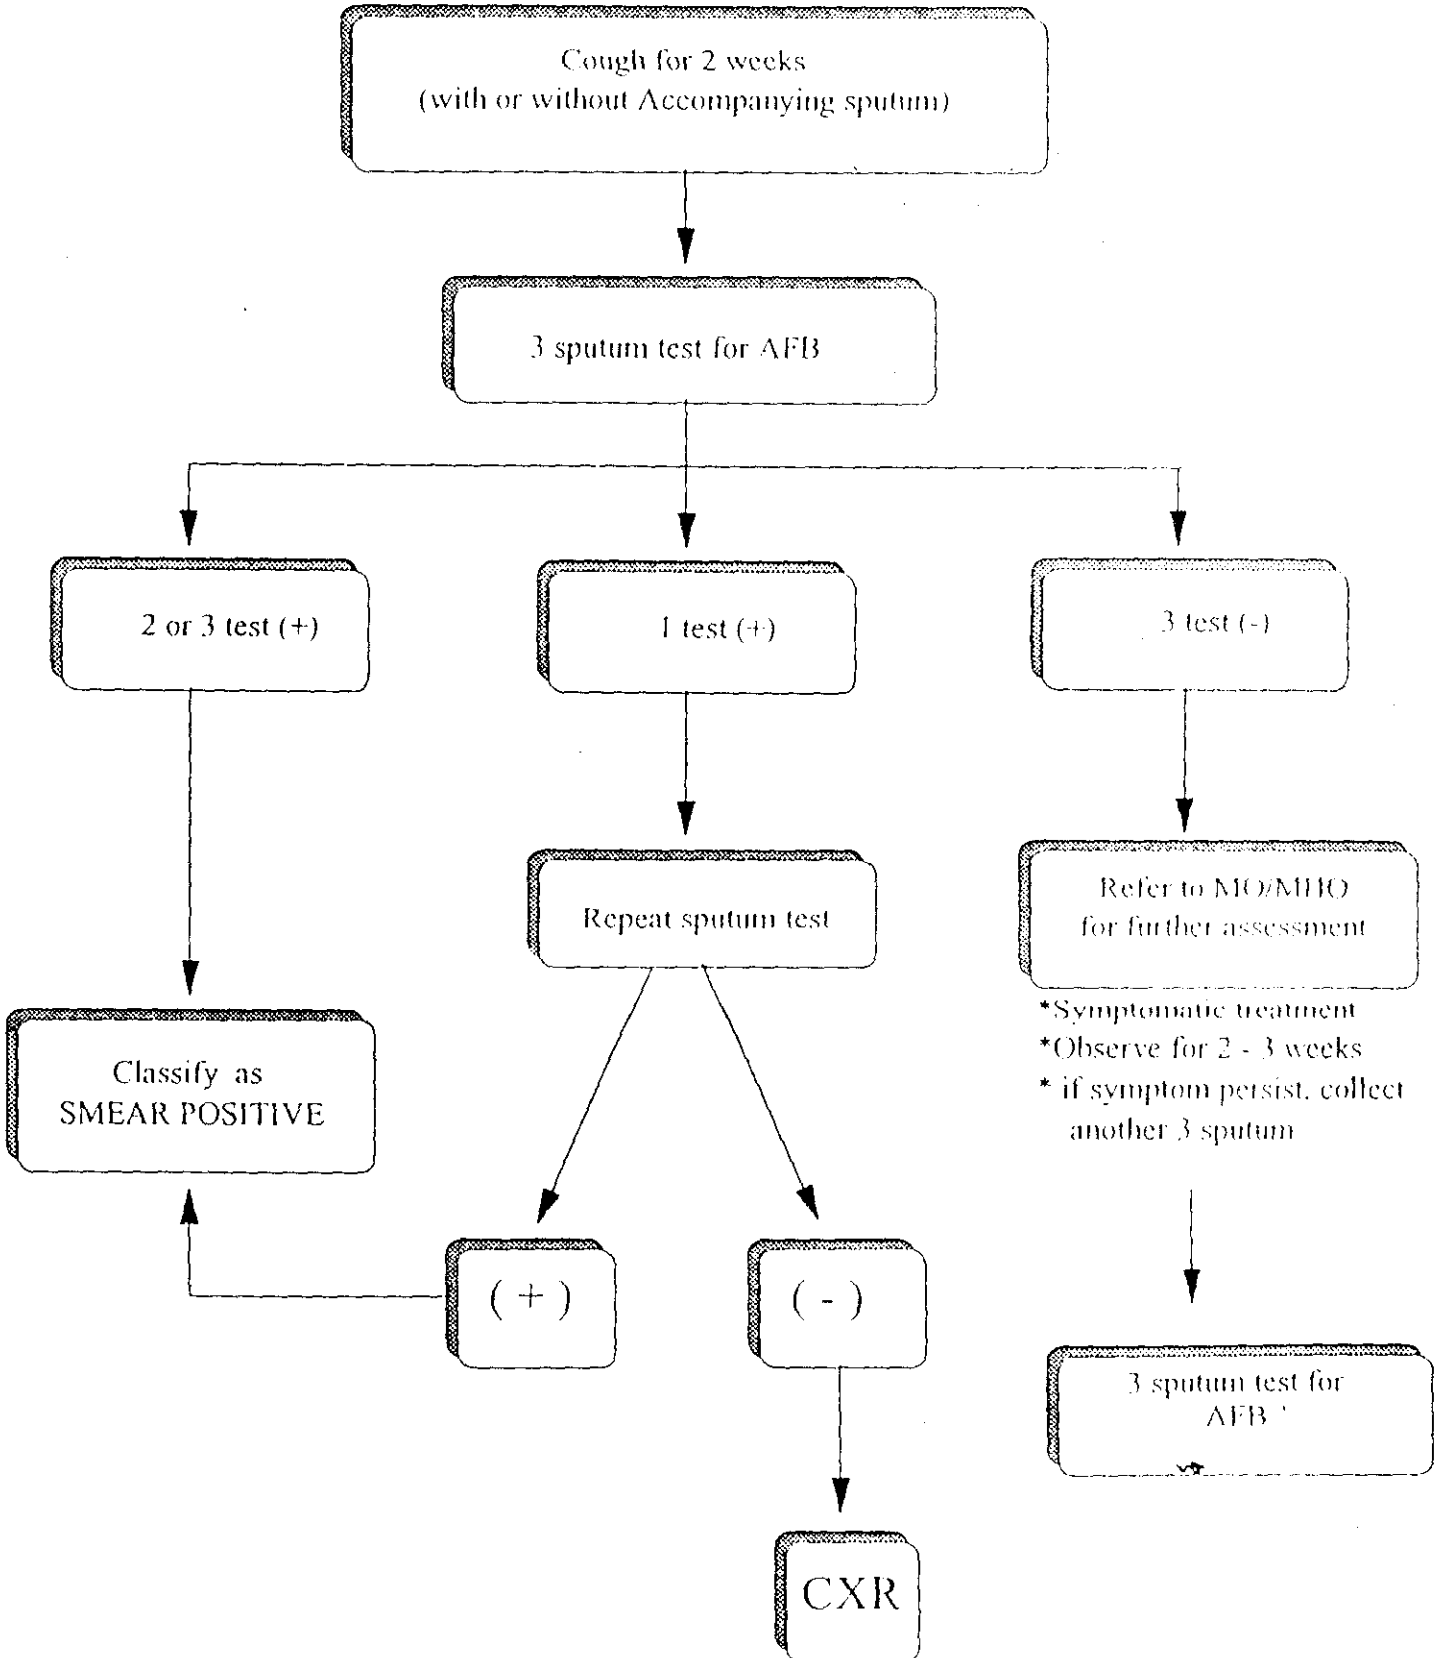 Cough for 2 weeks
(with or without Accompanying sputum)
3 sputum test for AFB
2 or 3 test (+)
1 test (+)
3 test (-)
Repeat sputum test
Refer to MO/MHO
for further assessment
*Symptomatic treatment
*Observe for 2 - 3 weeks
* if symptom persist, collect
another 3 sputum
Classify as
SMEAR POSITIVE
( + )
( - )
3 sputum test for
AFB
CXR